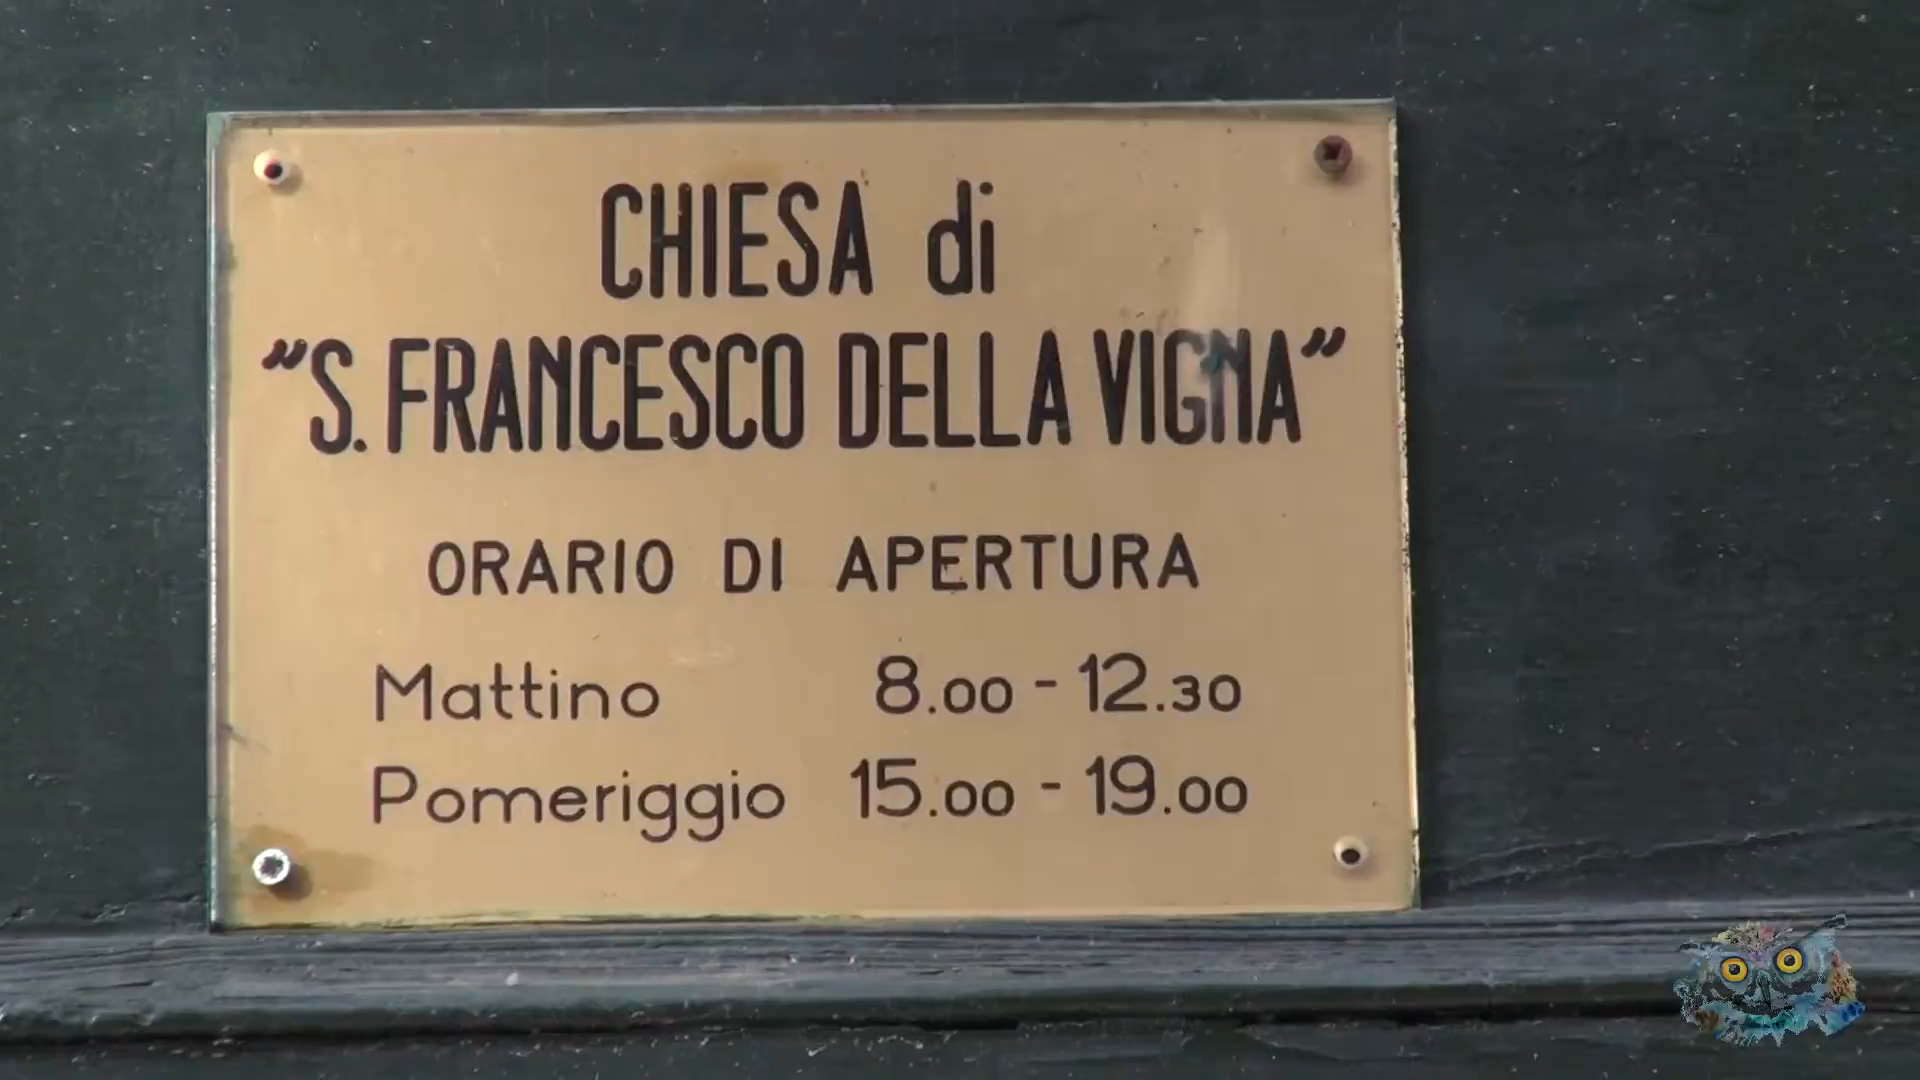 CHIESA di
"S. FRANCESCO DELLA VIGNA"
ORARIO DI APERTURA
Mattino 8.00 - 12.30
Pomeriggio 15.00 - 19.00